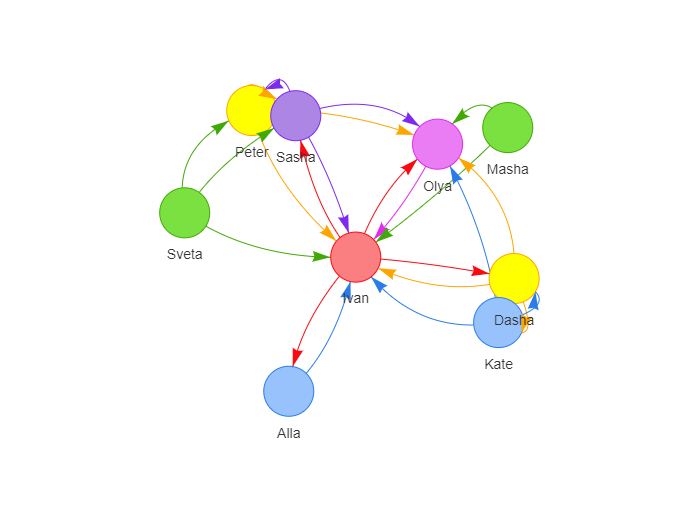 Peter
Sasha
Masha
Olya
Sveta
Ivan
Dasha
Kate
Alla